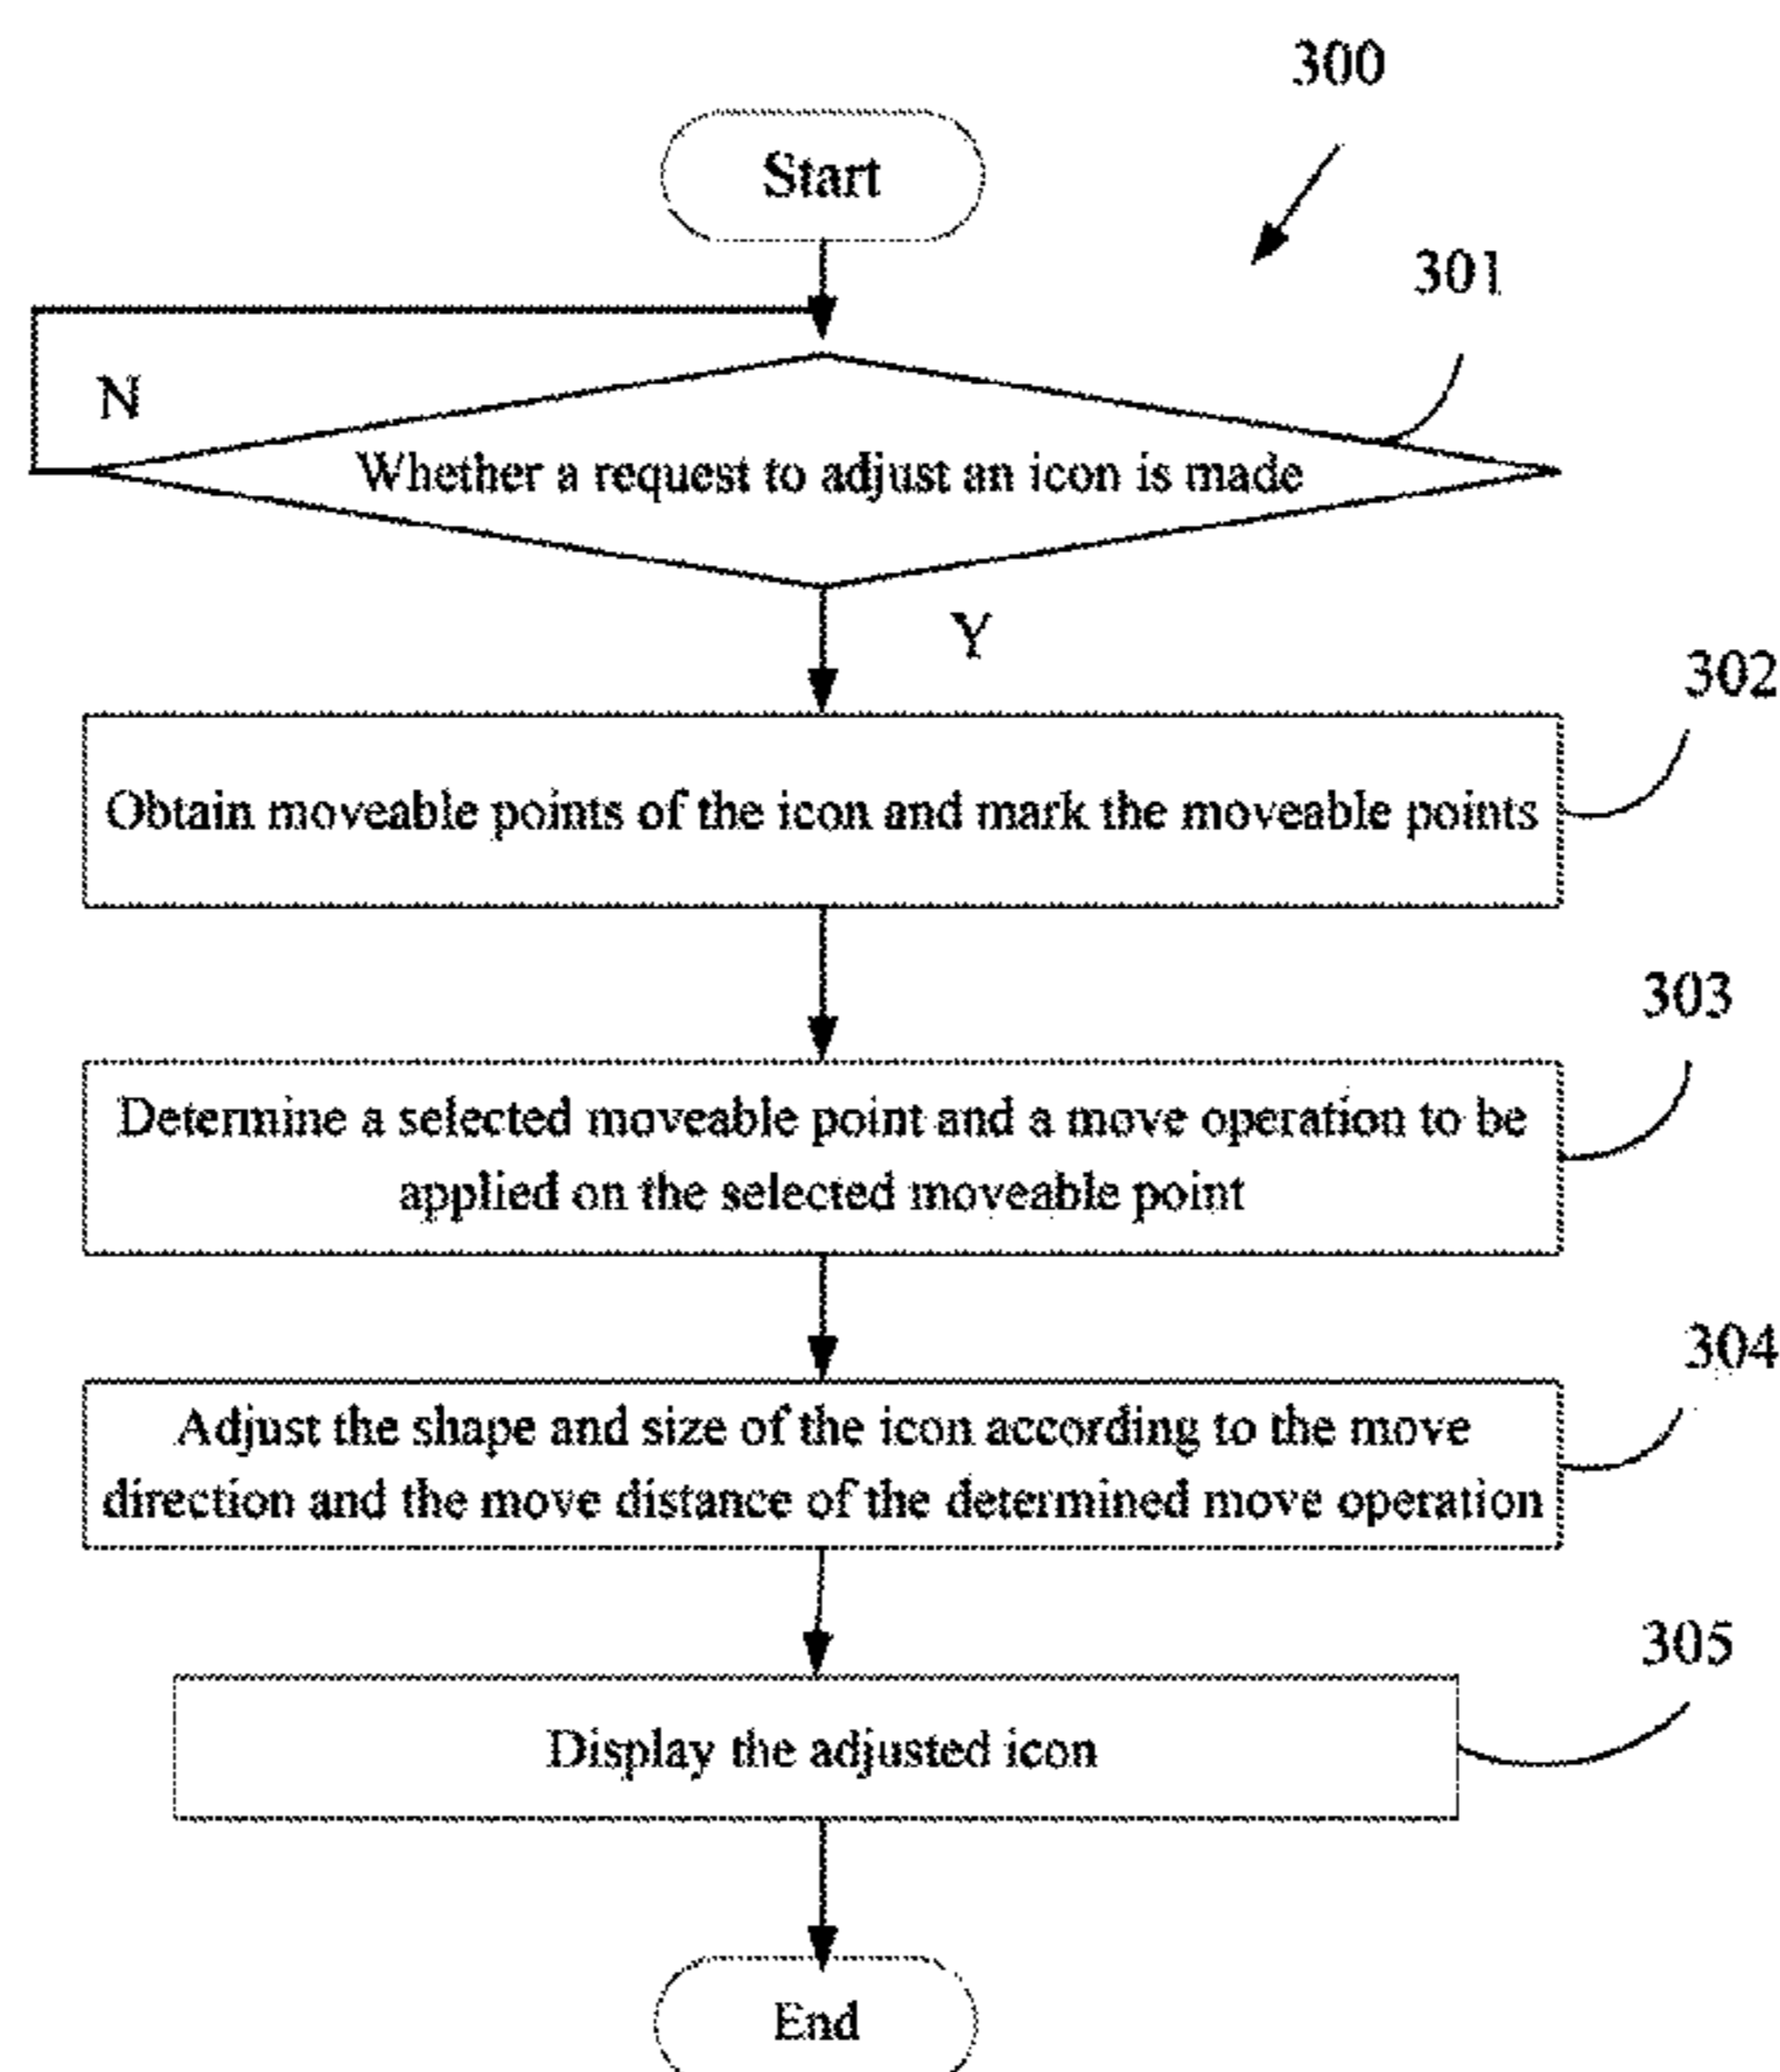 300
Start
301
N
Whether a request to adjust an icon is made
Y
302
Obtain moveable points of the icon and mark the moveable points
303
Determine a selected moveable point and a move operation to be
applied on the selected moveable point
304
Adjust the shape and size of the icon according to the move
direction and the move distance of the determined move operation
305
Display the adjusted icon
End